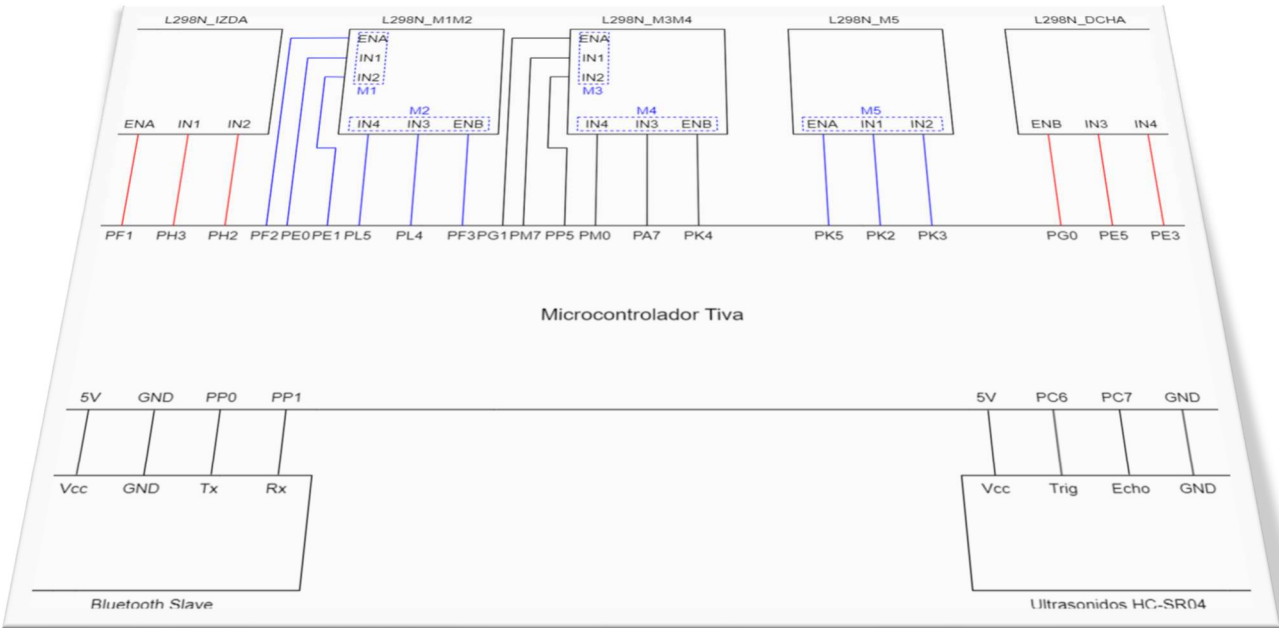 L298N_IZDA L298N_M1M2 L298N_M3M4 L298N_M5 L298N_DCHA
ENA ENA
IN1 IN1
IN2 IN2
M1 M3
M2 M4 M5
ENA IN1 IN2 IN4 IN3 ENB IN4 IN3 ENB ENA IN1 IN2 ENB IN3 IN4
PF1 PH3 PH2 PF2 PE0 PE1 PL5 PL4 PF3 PG1 PM7 PP5 PM0 PA7 PK4 PK5 PK2 PK3 PG0 PE5 PE3
Microcontrolador Tiva
5V GND PP0 PP1 5V PC6 PC7 GND
Vcc GND Tx Rx Vcc Trig Echo GND
Bluetooth Slave Ultrasonidos HC-SR04